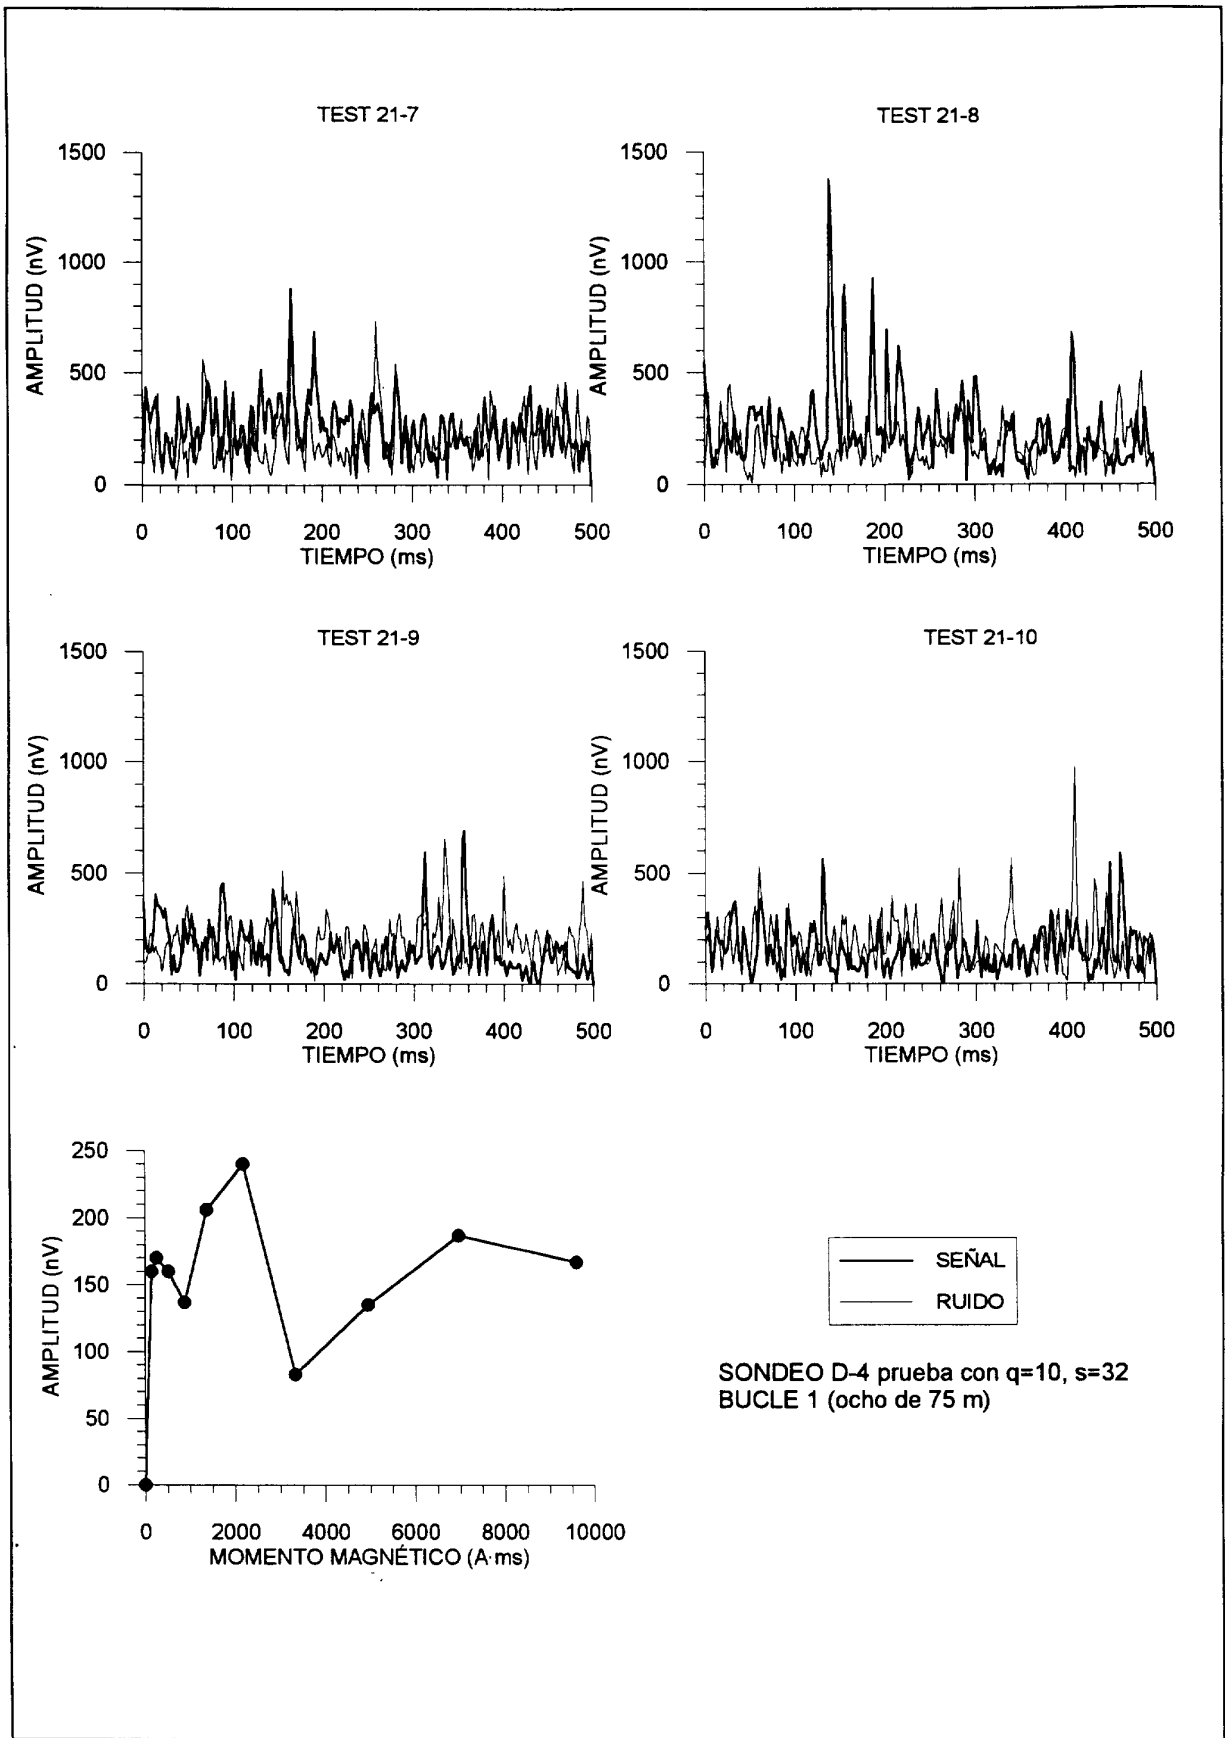 TEST 21-7
1500
1000
500
0
AMPLITUD (nV)
0 100 200 300 400 500
TIEMPO (ms)
TEST 21-8
1500
1000
500
0
AMPLITUD (nV)
0 100 200 300 400 500
TIEMPO (ms)
TEST 21-9
1500
1000
500
0
AMPLITUD (nV)
0 100 200 300 400 500
TIEMPO (ms)
TEST 21-10
1500
1000
500
0
AMPLITUD (nV)
0 100 200 300 400 500
TIEMPO (ms)
250
200
150
100
50
0
AMPLITUD (nV)
0 2000 4000 6000 8000 10000
MOMENTO MAGNÉTICO (A·ms)
SEÑAL
RUIDO
SONDEO D-4 prueba con q=10, s=32
BUCLE 1 (ocho de 75 m)